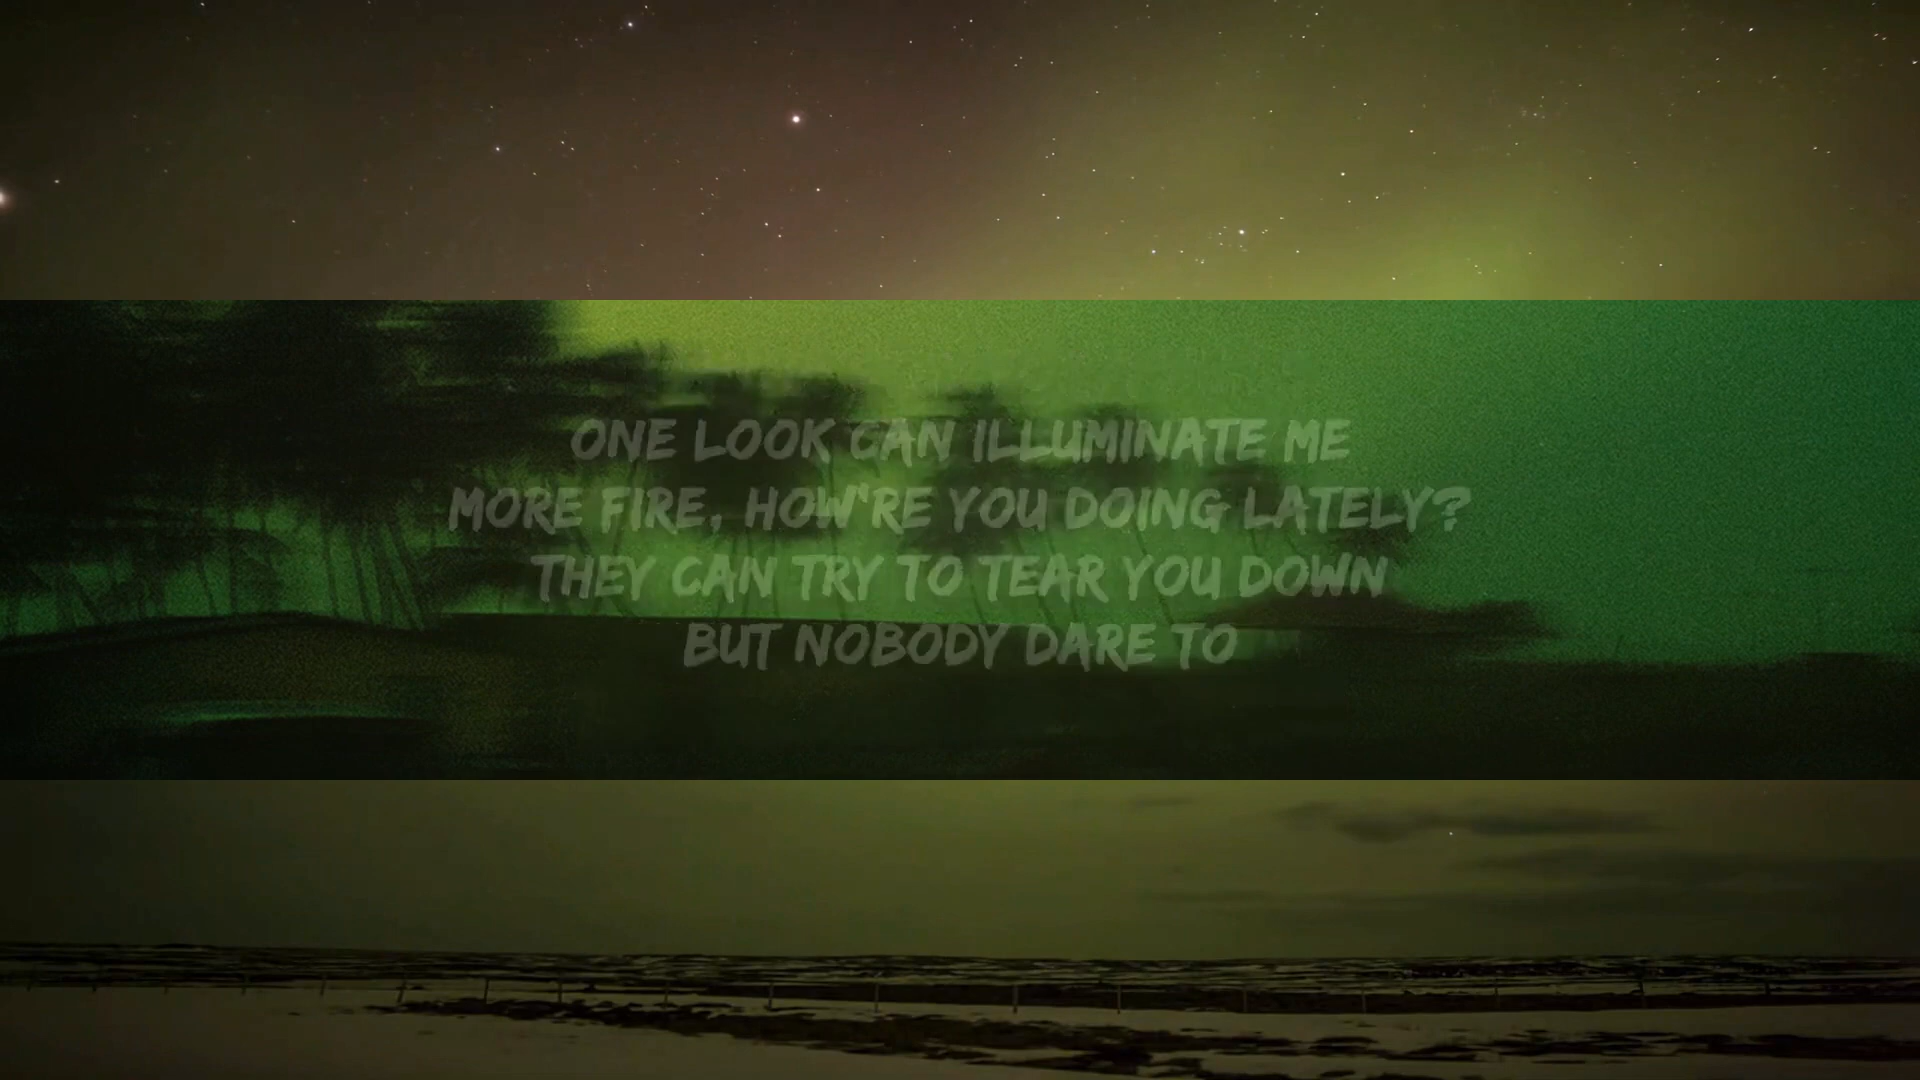 ONE LOOK CAN ILLUMINATE ME
MORE FIRE, HOW'RE YOU DOING LATELY?
THEY CAN TRY TO TEAR YOU DOWN
BUT NOBODY DARE TO